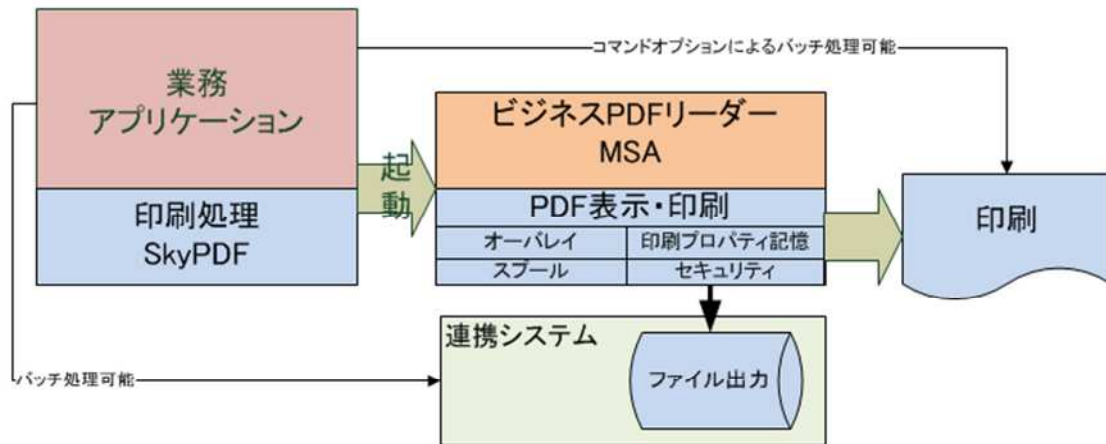 コマンドオプションによるバッチ処理可能
業務
アプリケーション
印刷処理
SkyPDF
起
動
ビジネスPDFリーダー
MSA
PDF表示・印刷
オーバレイ
印刷プロパティ記憶
スプール
セキュリティ
印刷
連携システム
ファイル出力
バッチ処理可能